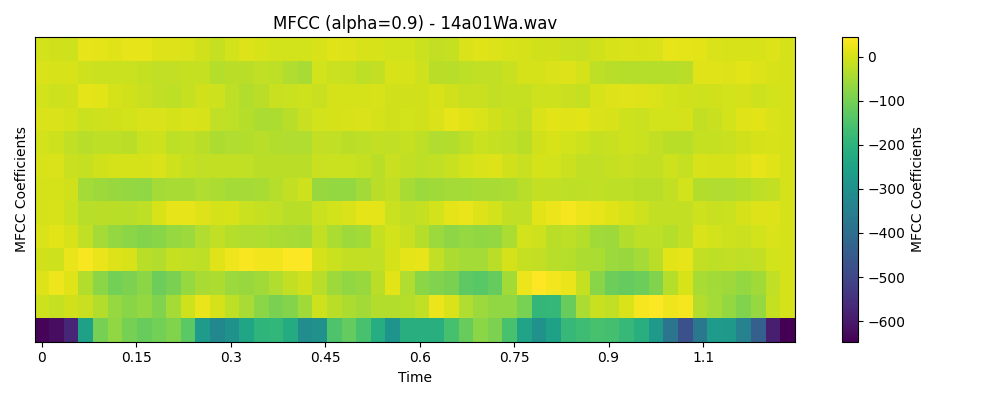 MFCC (alpha=0.9) - 14a01Wa.wav
MFCC Coefficients
0 0.15 0.3 0.45 0.6 0.75 0.9 1.1
Time
0
−100
−200
−300
−400
−500
−600
MFCC Coefficients